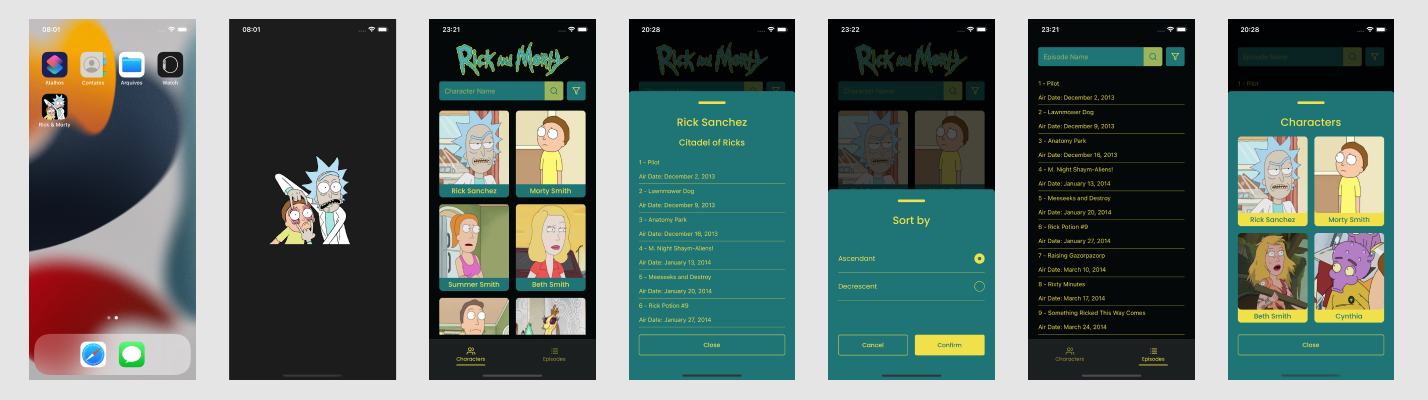 08:01
Atalhos
Contatos
Arquivos
Watch
Rick & Morty
08:01
23:21
Rick and Morty
Character Name
Rick Sanchez
Morty Smith
Summer Smith
Beth Smith
Characters
Episodes
20:28
Rick and Morty
Rick Sanchez
Citadel of Ricks
1 - Pilot
Air Date: December 2, 2013
2 - Lawnmower Dog
Air Date: December 9, 2013
3 - Anatomy Park
Air Date: December 16, 2013
4 - M. Night Shaym-Aliens!
Air Date: January 13, 2014
5 - Meeseeks and Destroy
Air Date: January 20, 2014
6 - Rick Potion #9
Air Date: January 27, 2014
Close
23:22
Rick and Morty
Character Name
Sort by
Ascendant
Decrescent
Cancel
Confirm
23:21
Episode Name
1 - Pilot
Air Date: December 2, 2013
2 - Lawnmower Dog
Air Date: December 9, 2013
3 - Anatomy Park
Air Date: December 16, 2013
4 - M. Night Shaym-Aliens!
Air Date: January 13, 2014
5 - Meeseeks and Destroy
Air Date: January 20, 2014
6 - Rick Potion #9
Air Date: January 27, 2014
7 - Raising Gazorpazorp
Air Date: March 10, 2014
8 - Rixty Minutes
Air Date: March 17, 2014
9 - Something Ricked This Way Comes
Air Date: March 24, 2014
Characters
Episodes
20:28
Episode Name
1 - Pilot
Characters
Rick Sanchez
Morty Smith
Beth Smith
Cynthia
Close